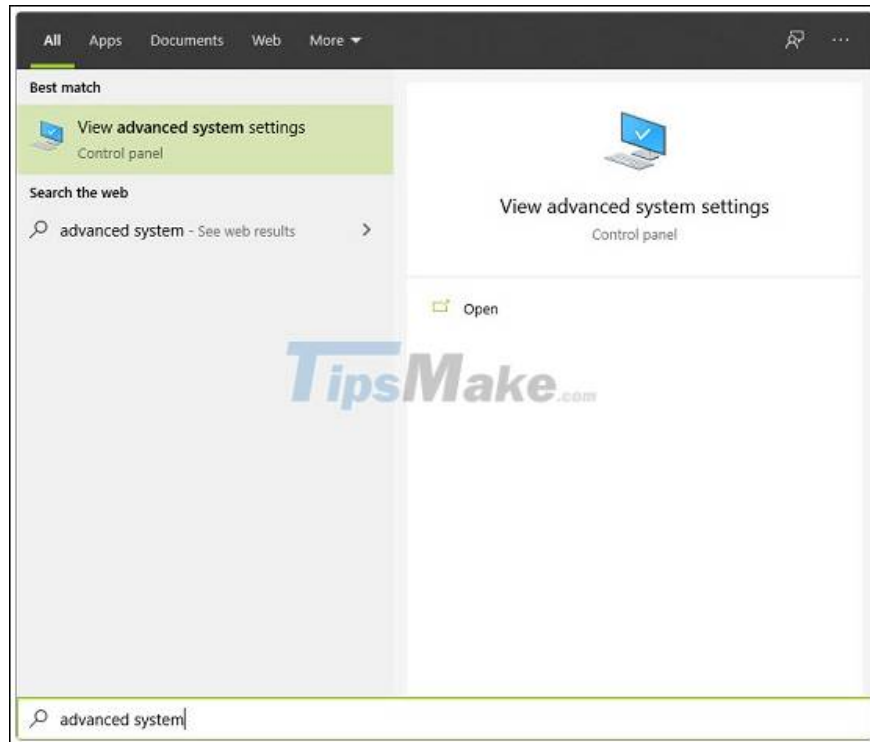 All Apps Documents Web More
Best match
View advanced system settings
Control panel
Search the web
advanced system - See web results
View advanced system settings
Control panel
Open
TipsMake.com
advanced system